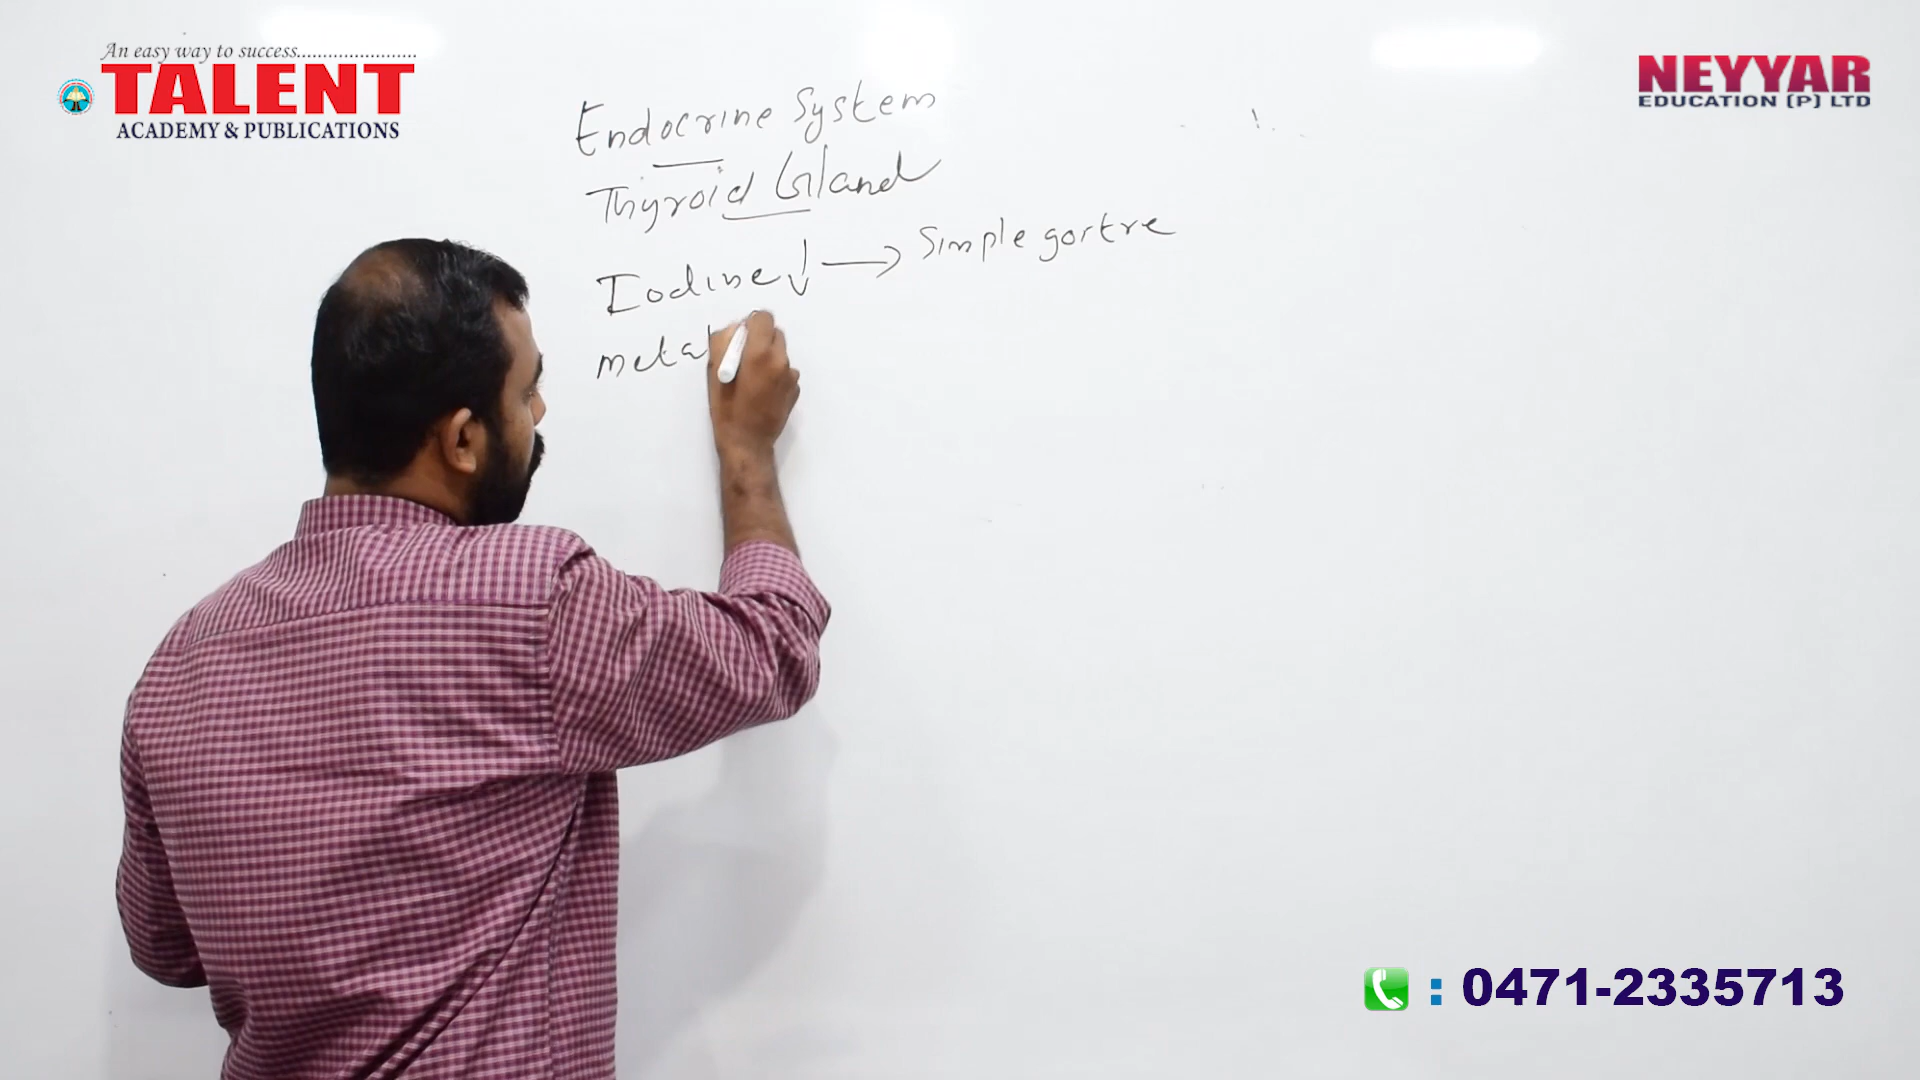 An easy way to success........................
TALENT
ACADEMY & PUBLICATIONS
NEYYAR
EDUCATION (P) LTD
Endocrine System
Thyroid Gland
Iodine ↓ → Simple goitre
metab
: 0471-2335713